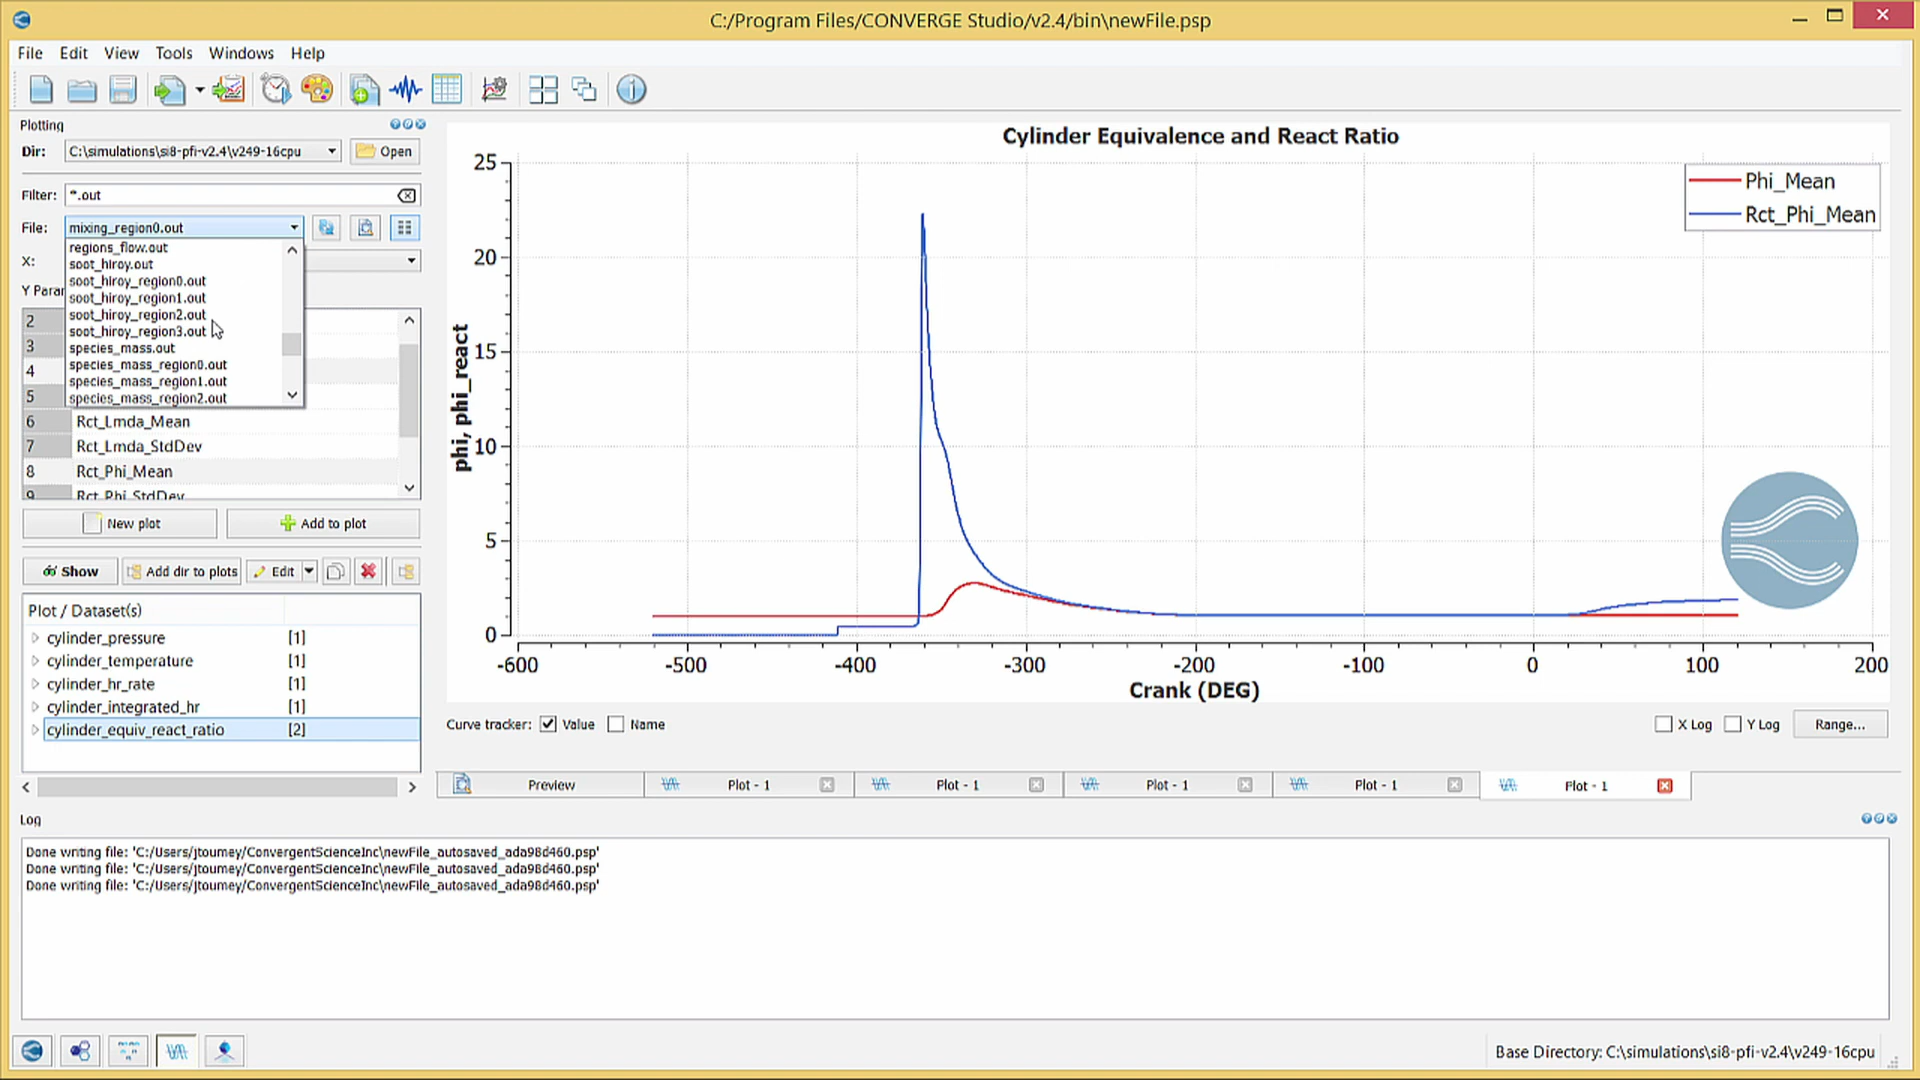 C:/Program Files/CONVERGE Studio/v2.4/bin\newFile.psp
File Edit View Tools Windows Help
Plotting
Dir: C:\simulations\si8-pfi-v2.4\v249-16cpu Open
Filter: *.out
File: mixing_region0.out
regions_flow.out
soot_hiroy.out
soot_hiroy_region0.out
soot_hiroy_region1.out
soot_hiroy_region2.out
soot_hiroy_region3.out
species_mass.out
species_mass_region0.out
species_mass_region1.out
species_mass_region2.out
X:
Y Parar
2
3
4
5
6 Rct_Lmda_Mean
7 Rct_Lmda_StdDev
8 Rct_Phi_Mean
9 Rct_Phi_StdDev
New plot Add to plot
Show Add dir to plots Edit
Plot / Dataset(s)
cylinder_pressure [1]
cylinder_temperature [1]
cylinder_hr_rate [1]
cylinder_integrated_hr [1]
cylinder_equiv_react_ratio [2]
Cylinder Equivalence and React Ratio
Phi_Mean
Rct_Phi_Mean
phi, phi_react
25
20
15
10
5
0
-600 -500 -400 -300 -200 -100 0 100 200
Crank (DEG)
Curve tracker: Value Name X Log Y Log Range...
Preview Plot - 1 Plot - 1 Plot - 1 Plot - 1 Plot - 1
Log
Done writing file: 'C:/Users/jtoumey/ConvergentScienceInc\newFile_autosaved_ada98d460.psp'
Done writing file: 'C:/Users/jtoumey/ConvergentScienceInc\newFile_autosaved_ada98d460.psp'
Done writing file: 'C:/Users/jtoumey/ConvergentScienceInc\newFile_autosaved_ada98d460.psp'
Base Directory: C:\simulations\si8-pfi-v2.4\v249-16cpu